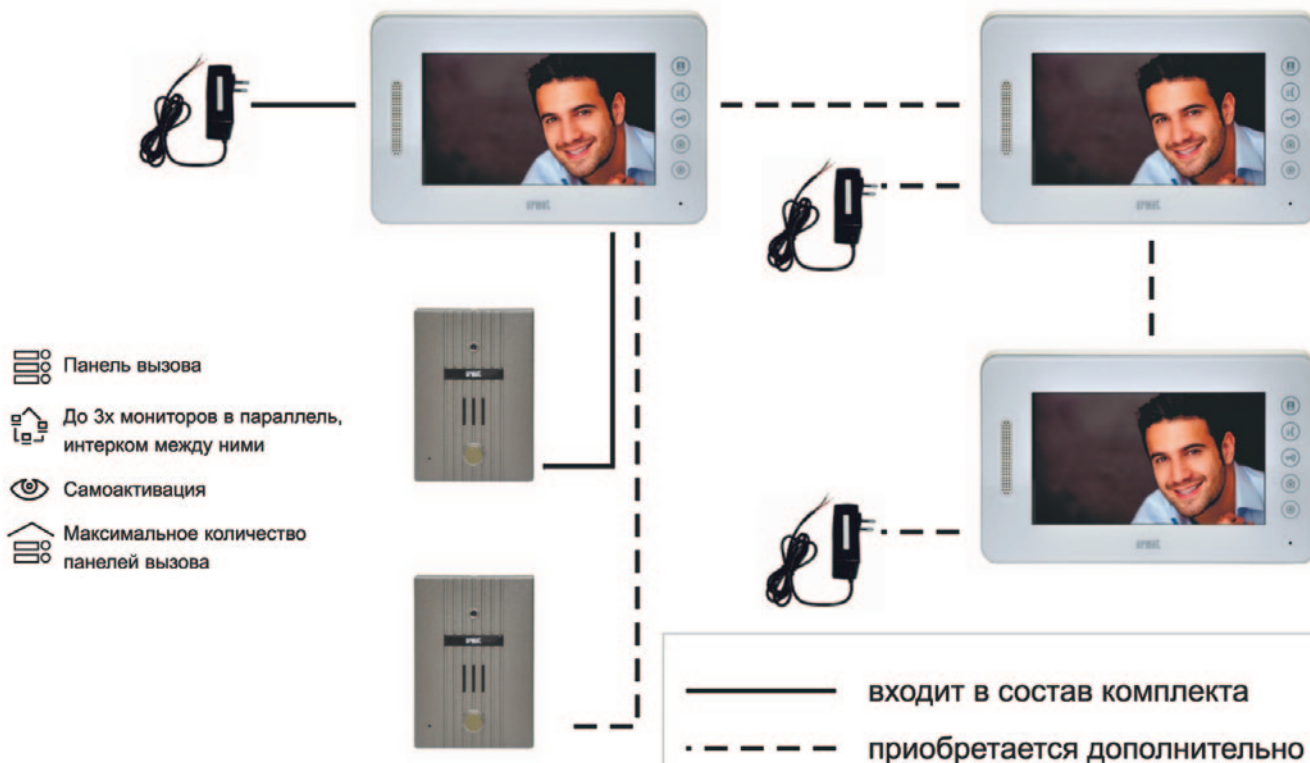 Панель вызова
До 3х мониторов в параллель,
интерком между ними
Самоактивация
Максимальное количество
панелей вызова
входит в состав комплекта
приобретается дополнительно